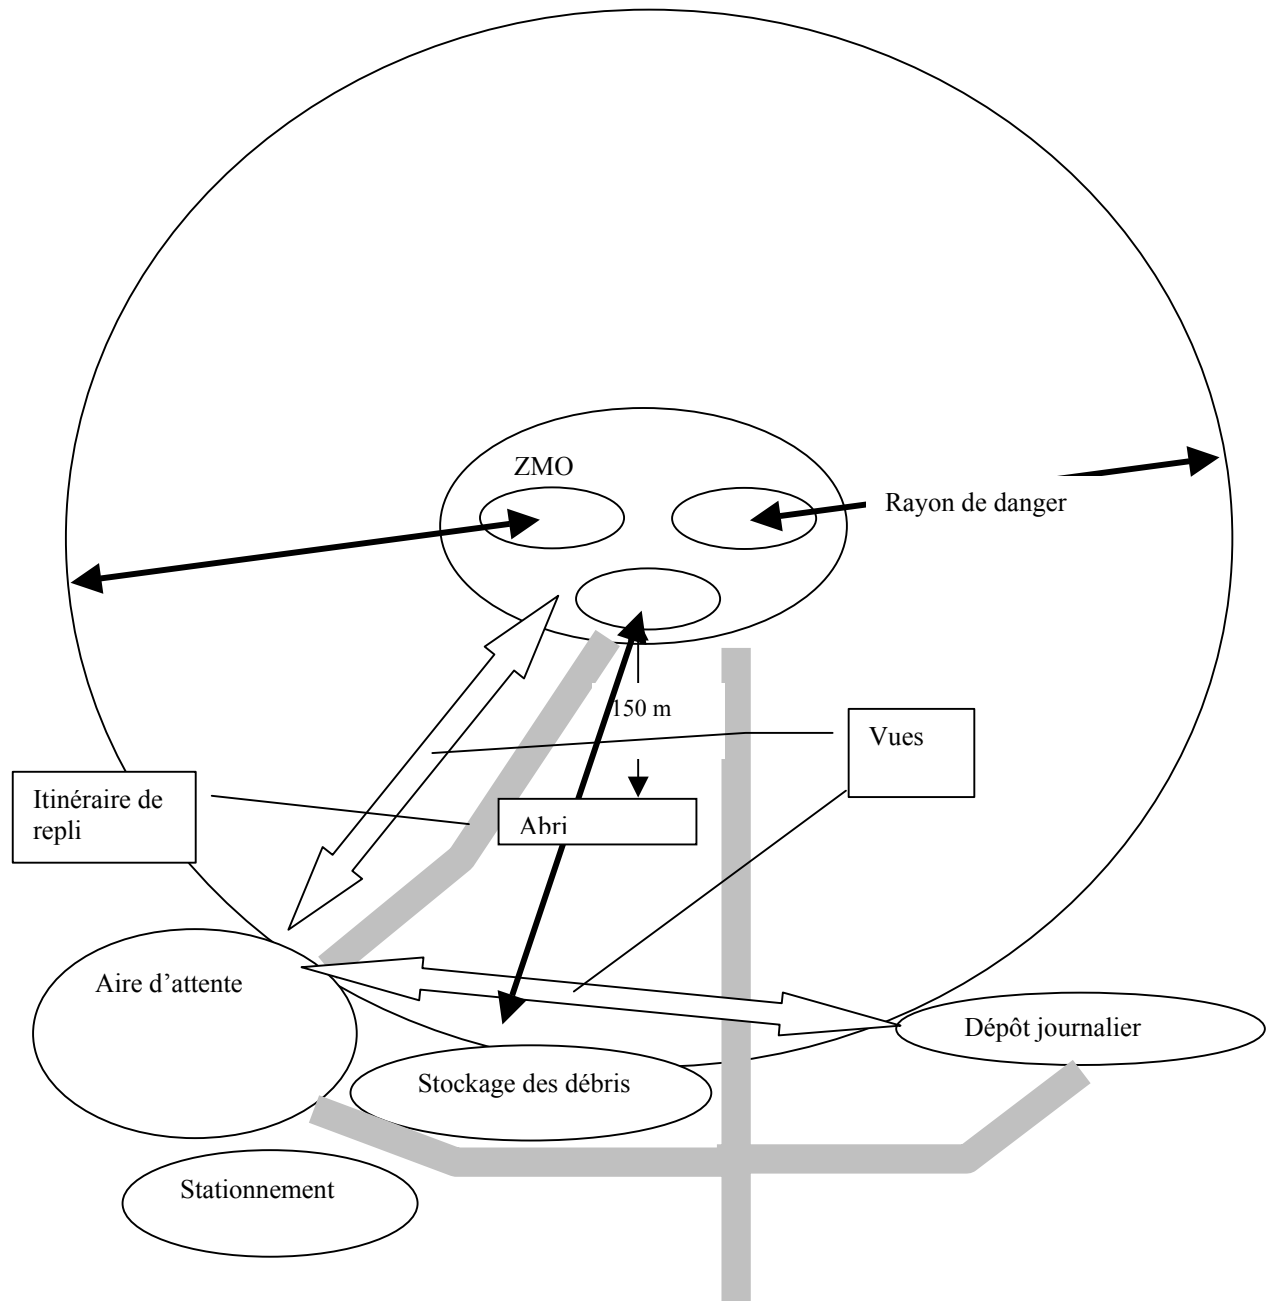 ZMO
Rayon de danger
150 m
Vues
Itinéraire de
repli
Abri
Aire d’attente
Dépôt journalier
Stockage des débris
Stationnement